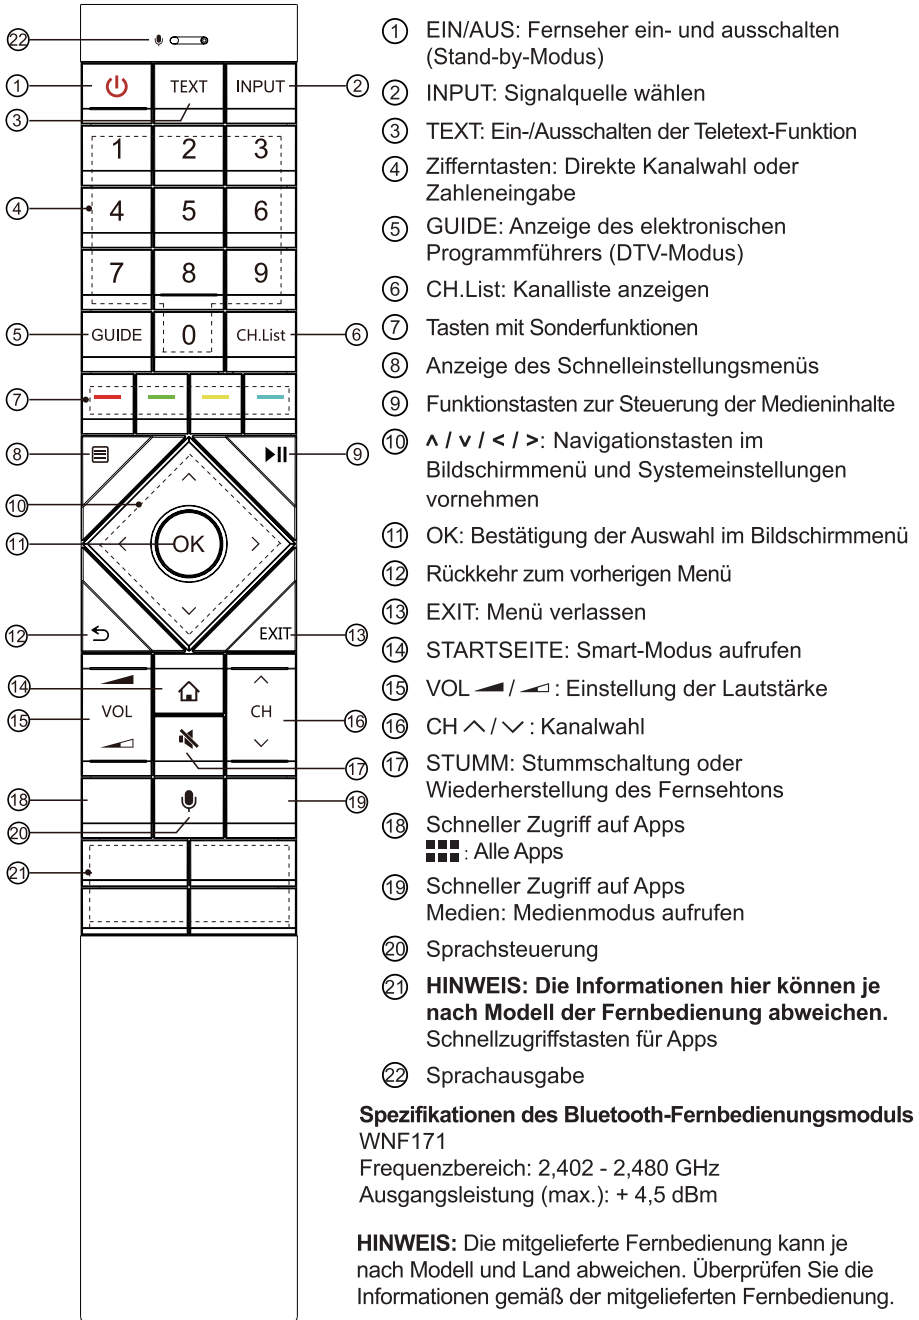 22
1
TEXT
INPUT
2
3
1
2
3
4
4
5
6
7
8
9
5
GUIDE
0
CH.List
6
7
8
9
10
11
OK
12
EXIT
13
14
15
VOL
CH
16
17
18
19
20
21
1 EIN/AUS: Fernseher ein- und ausschalten
(Stand-by-Modus)
2 INPUT: Signalquelle wählen
3 TEXT: Ein-/Ausschalten der Teletext-Funktion
4 Zifferntasten: Direkte Kanalwahl oder
Zahleneingabe
5 GUIDE: Anzeige des elektronischen
Programmführers (DTV-Modus)
6 CH.List: Kanalliste anzeigen
7 Tasten mit Sonderfunktionen
8 Anzeige des Schnelleinstellungsmenüs
9 Funktionstasten zur Steuerung der Medieninhalte
10 ∧ / ∨ / < / >: Navigationstasten im
Bildschirmmenü und Systemeinstellungen
vornehmen
11 OK: Bestätigung der Auswahl im Bildschirmmenü
12 Rückkehr zum vorherigen Menü
13 EXIT: Menü verlassen
14 STARTSEITE: Smart-Modus aufrufen
15 VOL / : Einstellung der Lautstärke
16 CH ∧ / ∨ : Kanalwahl
17 STUMM: Stummschaltung oder
Wiederherstellung des Fernsehtons
18 Schneller Zugriff auf Apps
: Alle Apps
19 Schneller Zugriff auf Apps
Medien: Medienmodus aufrufen
20 Sprachsteuerung
21 HINWEIS: Die Informationen hier können je
nach Modell der Fernbedienung abweichen.
Schnellzugriffstasten für Apps
22 Sprachausgabe
Spezifikationen des Bluetooth-Fernbedienungsmoduls
WNF171
Frequenzbereich: 2,402 - 2,480 GHz
Ausgangsleistung (max.): + 4,5 dBm
HINWEIS: Die mitgelieferte Fernbedienung kann je
nach Modell und Land abweichen. Überprüfen Sie die
Informationen gemäß der mitgelieferten Fernbedienung.